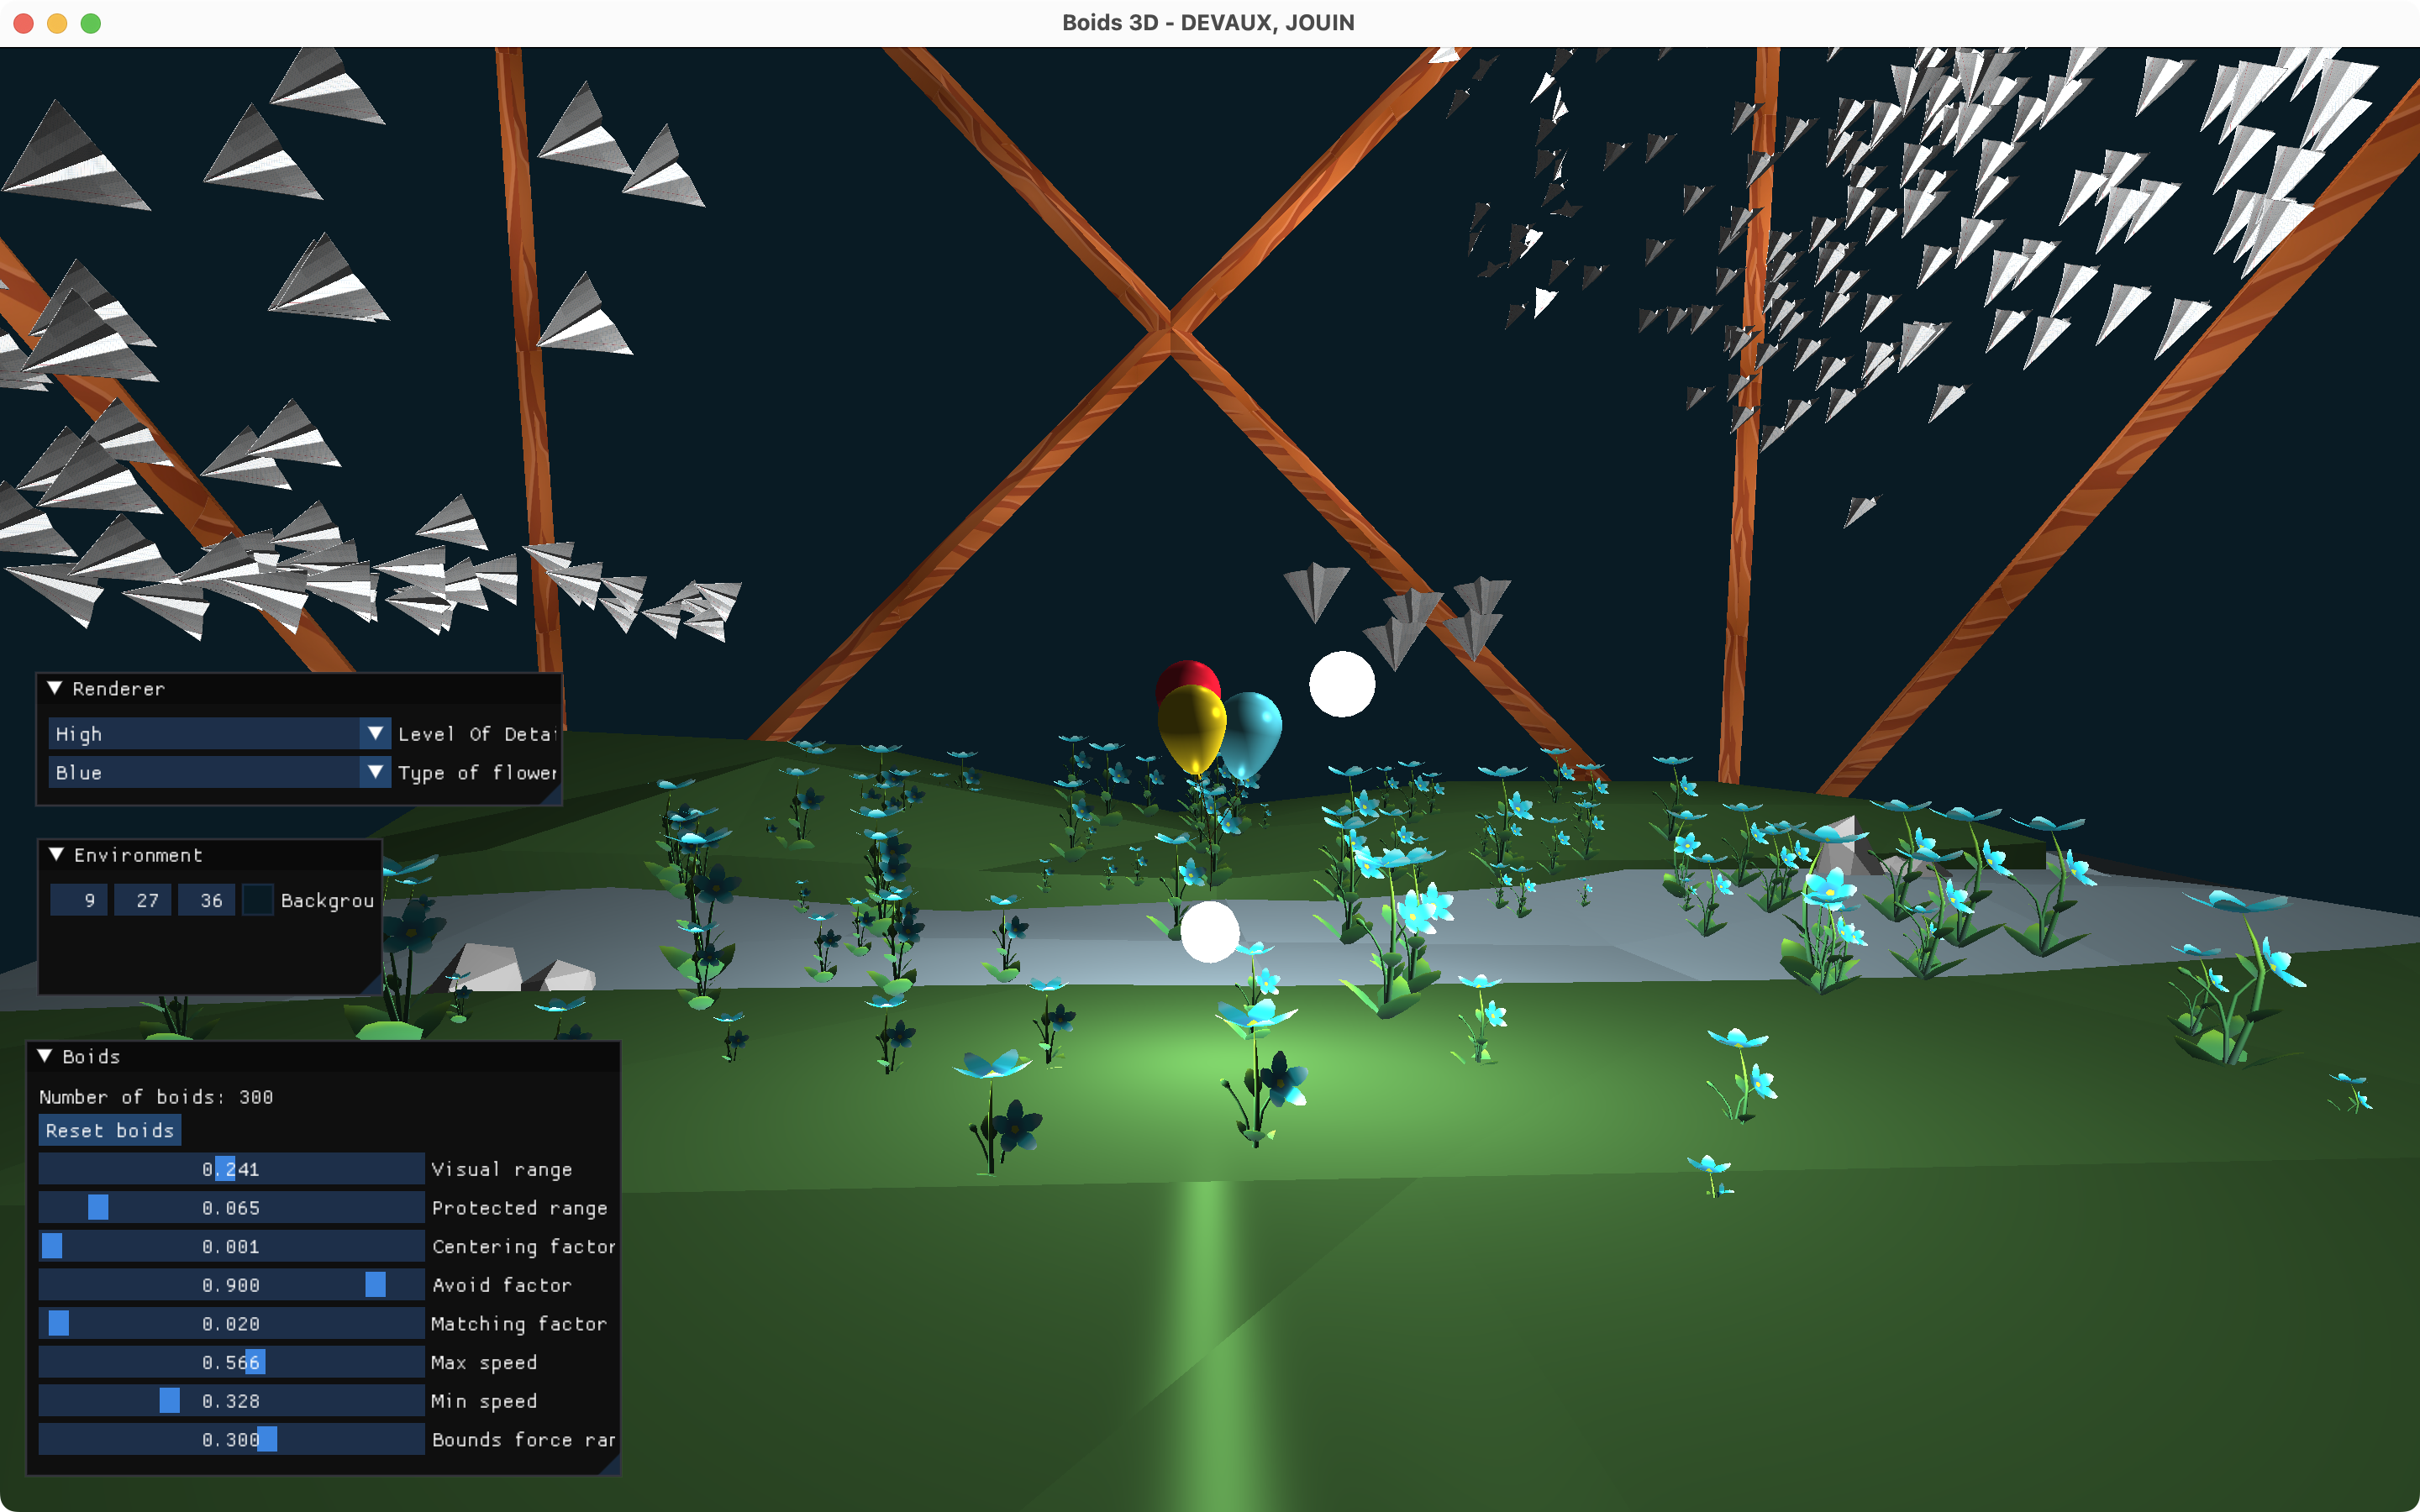 Boids 3D - DEVAUX, JOUIN
Renderer
High Level Of Detai
Blue Type of flower
Environment
9 27 36 Backgrou
Boids
Number of boids: 300
Reset boids
0.241 Visual range
0.065 Protected range
0.001 Centering factor
0.900 Avoid factor
0.020 Matching factor
0.566 Max speed
0.328 Min speed
0.300 Bounds force ran